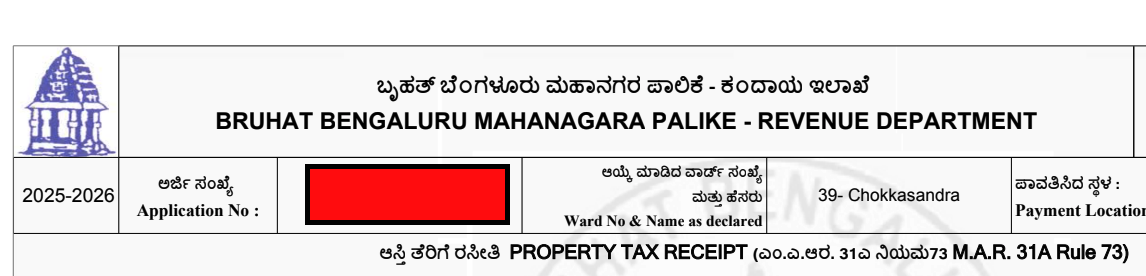 ಬೃಹತ್ ಬೆಂಗಳೂರು ಮಹಾನಗರ ಪಾಲಿಕೆ - ಕಂದಾಯ ಇಲಾಖೆ
BRUHAT BENGALURU MAHANAGARA PALIKE - REVENUE DEPARTMENT
2025-2026
ಅರ್ಜಿ ಸಂಖ್ಯೆ
Application No :
ಆಯ್ಕೆ ಮಾಡಿದ ವಾರ್ಡ್ ಸಂಖ್ಯೆ
ಮತ್ತು ಹೆಸರು
Ward No & Name as declared
39- Chokkasandra
ಪಾವತಿಸಿದ ಸ್ಥಳ :
Payment Location
ಆಸ್ತಿ ತೆರಿಗೆ ರಸೀತಿ PROPERTY TAX RECEIPT (ಎಂ.ಎ.ಆರ. 31ಎ ನಿಯಮ73 M.A.R. 31A Rule 73)